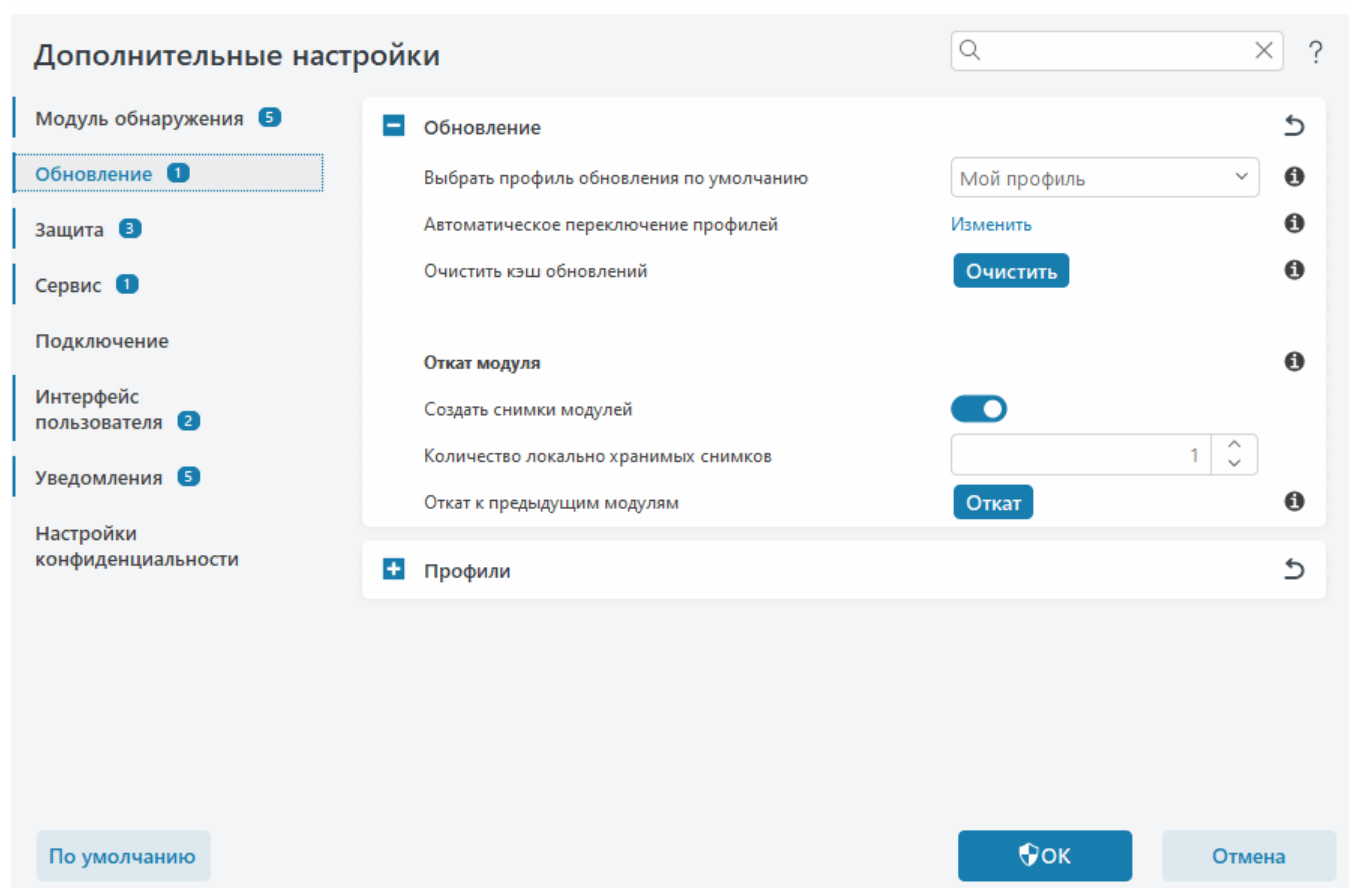 Дополнительные настройки
?
Модуль обнаружения 5
Обновление 1
Защита 3
Сервис 1
Подключение
Интерфейс
пользователя 2
Уведомления 5
Настройки
конфиденциальности
Обновление
Выбрать профиль обновления по умолчанию
Мой профиль
Автоматическое переключение профилей
Изменить
Очистить кэш обновлений
Очистить
Откат модуля
Создать снимки модулей
Количество локально хранимых снимков
1
Откат к предыдущим модулям
Откат
Профили
По умолчанию
ОК
Отмена